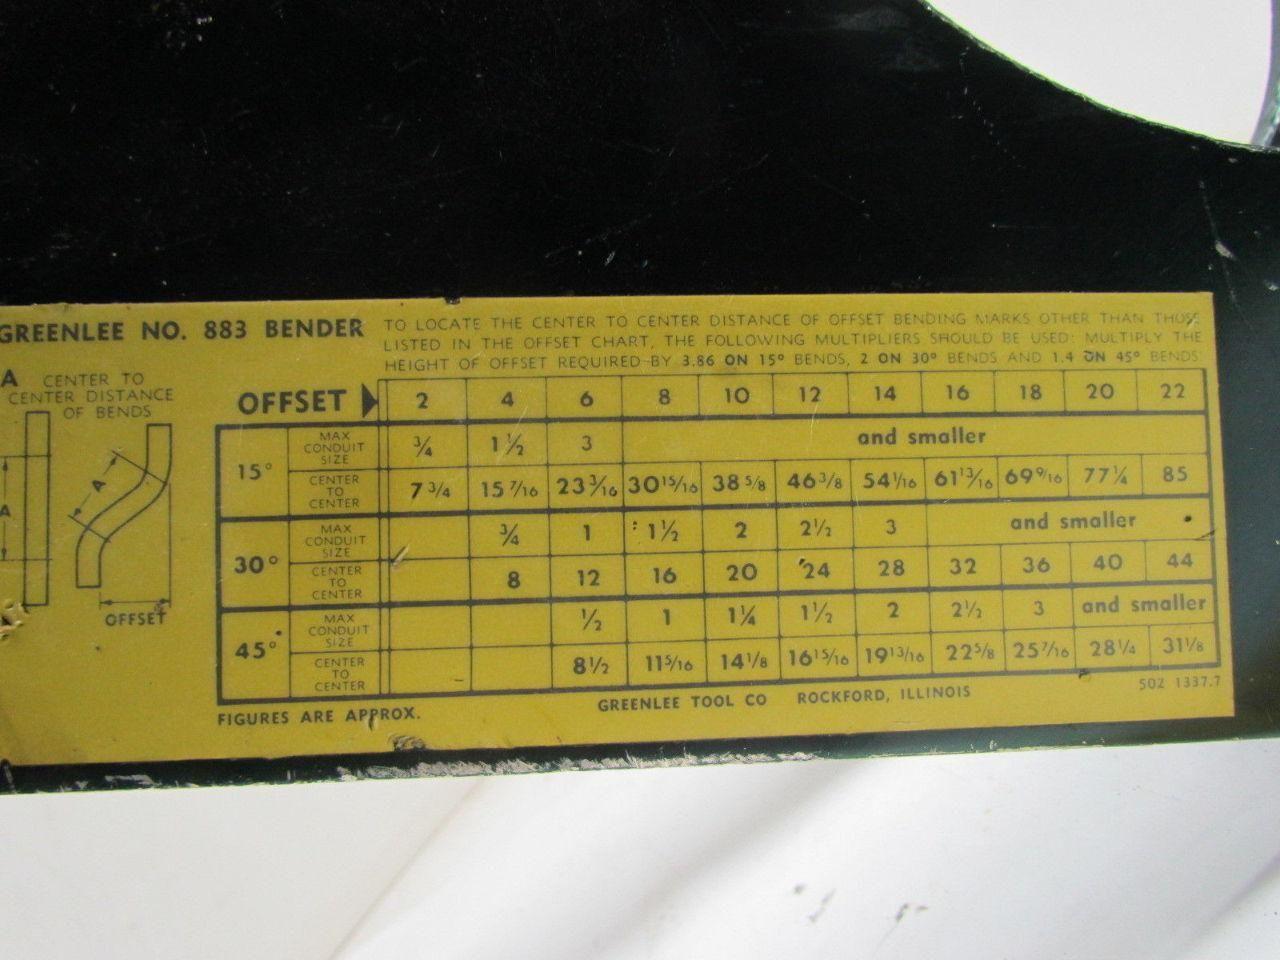 GREENLEE NO. 883 BENDER
TO LOCATE THE CENTER TO CENTER DISTANCE OF OFFSET BENDING MARKS OTHER THAN THOSE
LISTED IN THE OFFSET CHART, THE FOLLOWING MULTIPLIERS SHOULD BE USED: MULTIPLY THE
HEIGHT OF OFFSET REQUIRED BY 3.86 ON 15° BENDS, 2 ON 30° BENDS AND 1.4 ON 45° BENDS
A CENTER TO
CENTER DISTANCE
OF BENDS
A
A
OFFSET
OFFSET 2 4 6 8 10 12 14 16 18 20 22
15° MAX CONDUIT SIZE 3/4 1 1/2 3 and smaller
CENTER TO CENTER 7 3/4 15 7/16 23 3/16 30 15/16 38 5/8 46 3/8 54 1/16 61 13/16 69 9/16 77 1/4 85
30° MAX CONDUIT SIZE 3/4 1 1 1/2 2 2 1/2 3 and smaller
CENTER TO CENTER 8 12 16 20 24 28 32 36 40 44
45° MAX CONDUIT SIZE 1/2 1 1 1/4 1 1/2 2 2 1/2 3 and smaller
CENTER TO CENTER 8 1/2 11 5/16 14 1/8 16 15/16 19 13/16 22 5/8 25 7/16 28 1/4 31 1/8
FIGURES ARE APPROX.
GREENLEE TOOL CO ROCKFORD, ILLINOIS
502 1337.7